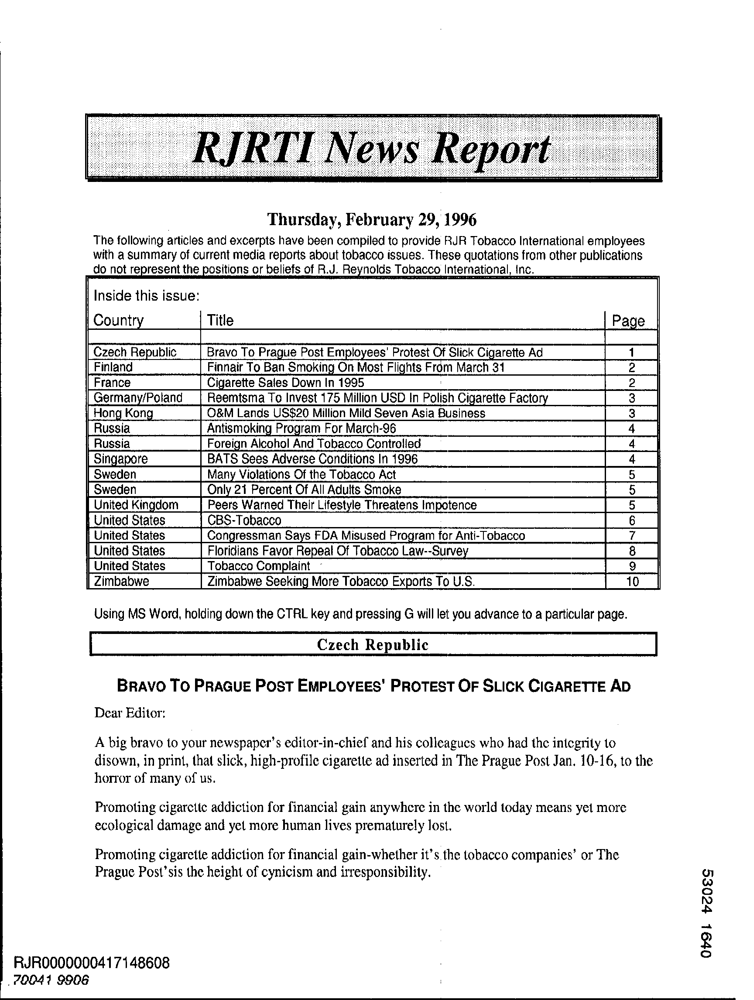 RJRTI News Report
Thursday, February 29, 1996
The following articles and excerpts have been compiled to provide RJR Tobacco International employees
with a summary of current media reports about tobacco issues. These quotations from other publications
do not represent the positions or beliefs of R.J. Reynolds Tobacco International, Inc.
Inside this issue:
Country Title Page
Czech Republic Bravo To Prague Post Employees' Protest Of Slick Cigarette Ad 1
Finland Finnair To Ban Smoking On Most Flights From March 31 2
France Cigarette Sales Down In 1995 2
Germany/Poland Reemtsma To Invest 175 Million USD In Polish Cigarette Factory 3
Hong Kong O&M Lands US$20 Million Mild Seven Asia Business 3
Russia Antismoking Program For March-96 4
Russia Foreign Alcohol And Tobacco Controlled 4
Singapore BATS Sees Adverse Conditions In 1996 4
Sweden Many Violations Of the Tobacco Act 5
Sweden Only 21 Percent Of All Adults Smoke 5
United Kingdom Peers Warned Their Lifestyle Threatens Impotence 5
United States CBS-Tobacco 6
United States Congressman Says FDA Misused Program for Anti-Tobacco 7
United States Floridians Favor Repeal Of Tobacco Law--Survey 8
United States Tobacco Complaint 9
Zimbabwe Zimbabwe Seeking More Tobacco Exports To U.S. 10
Using MS Word, holding down the CTRL key and pressing G will let you advance to a particular page.
Czech Republic
BRAVO TO PRAGUE POST EMPLOYEES' PROTEST OF SLICK CIGARETTE AD
Dear Editor:
A big bravo to your newspaper's editor-in-chief and his colleagues who had the integrity to
disown, in print, that slick, high-profile cigarette ad inserted in The Prague Post Jan. 10-16, to the
horror of many of us.
Promoting cigarette addiction for financial gain anywhere in the world today means yet more
ecological damage and yet more human lives prematurely lost.
Promoting cigarette addiction for financial gain-whether it's the tobacco companies' or The
Prague Post'sis the height of cynicism and irresponsibility.
53024 1640
RJR0000000417148608
70041 9906